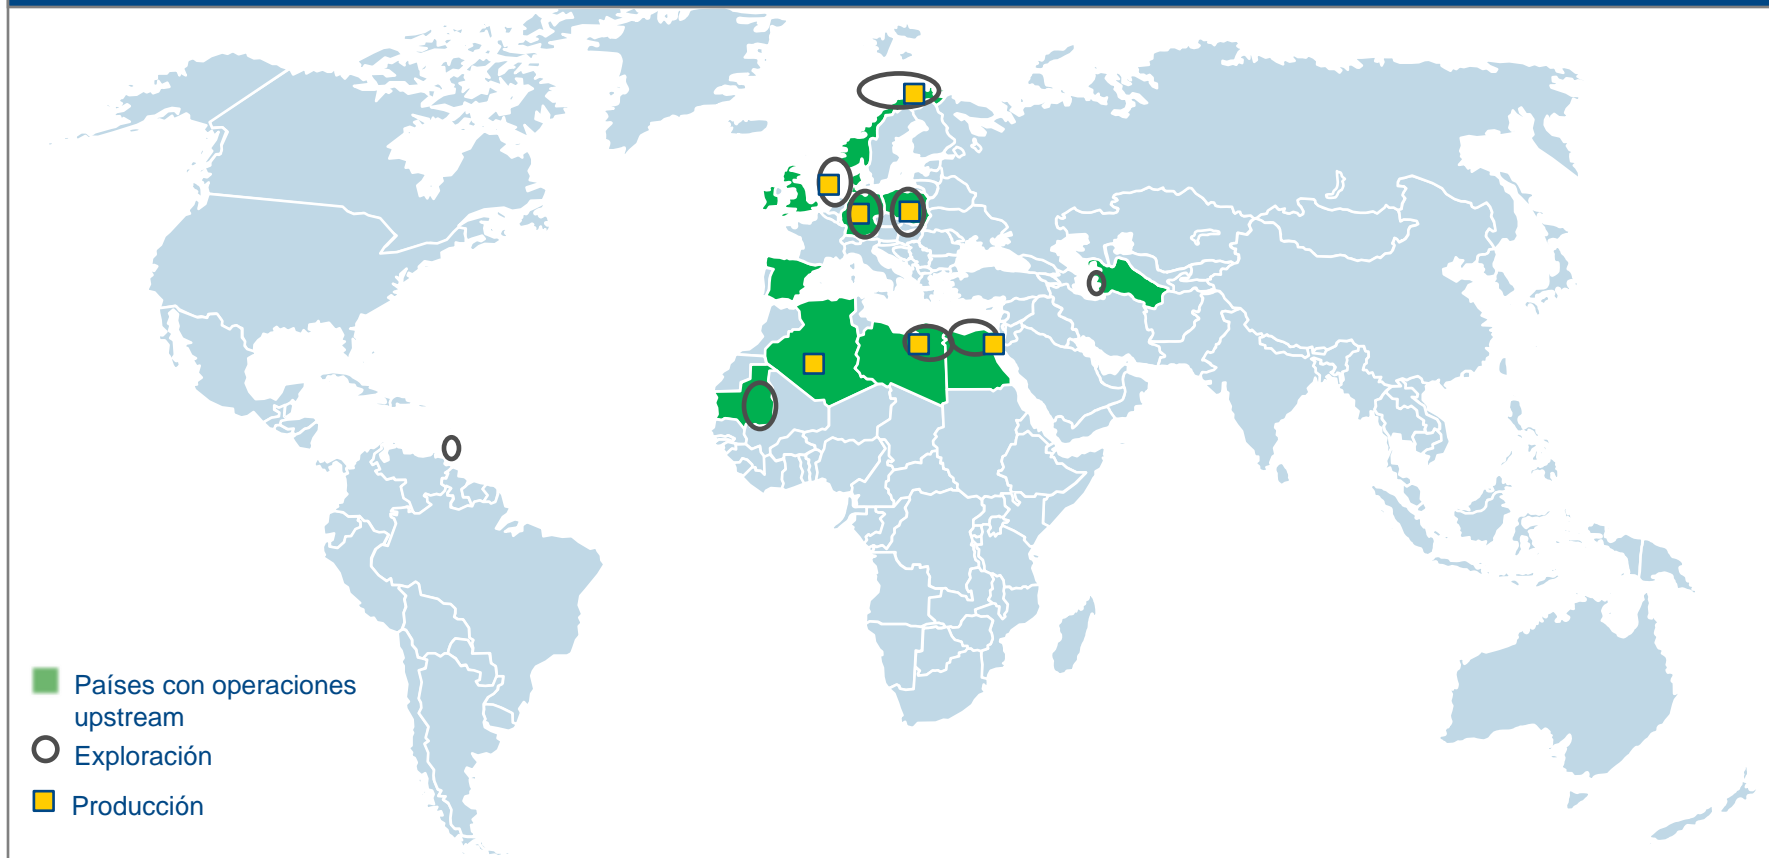 Países con operaciones
upstream
Exploración
Producción